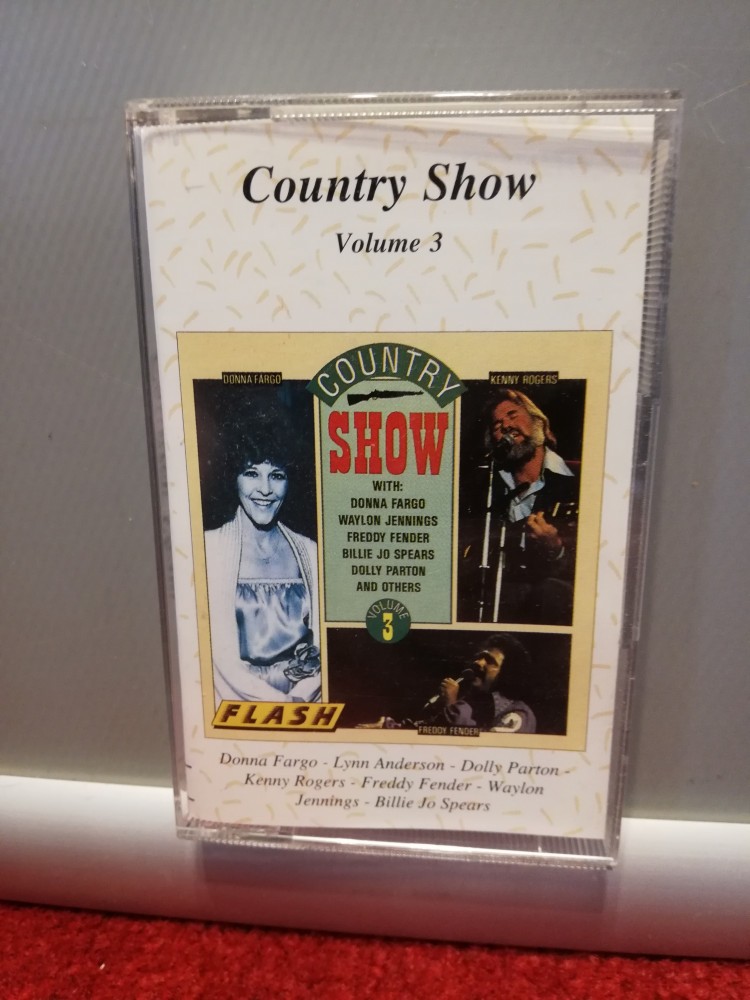 Country Show
Volume 3
COUNTRY
DONNA FARGO
KENNY ROGERS
SHOW
WITH:
DONNA FARGO
WAYLON JENNINGS
FREDDY FENDER
BILLIE JO SPEARS
DOLLY PARTON
AND OTHERS
VOLUME
3
FLASH
FREDDY FENDER
Donna Fargo - Lynn Anderson - Dolly Parton -
Kenny Rogers - Freddy Fender - Waylon
Jennings - Billie Jo Spears